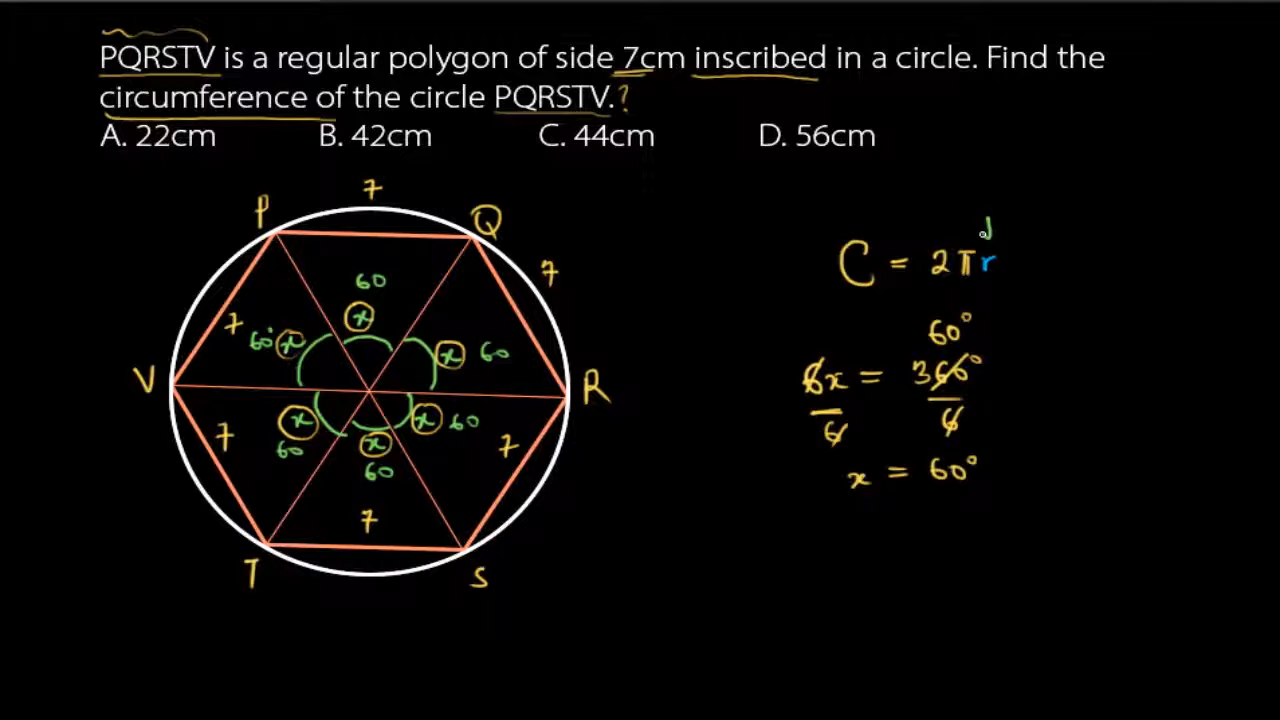 PQRSTV is a regular polygon of side 7cm inscribed in a circle. Find the
circumference of the circle PQRSTV.?
A. 22cm B. 42cm C. 44cm D. 56cm
7
P Q
7
60
x
7
60° x
x 60
V R
x
60
x 60
7
7
x
60
7
T S
C = 2πr
60°
6x = 360°
6 6
x = 60°